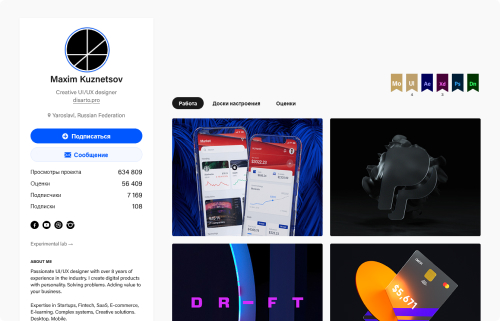 Maxim Kuznetsov
Creative UI/UX designer
disarto.pro
Yaroslavl, Russian Federation
Подписаться
Сообщение
Просмотры проекта 634 809
Оценки 56 409
Подписчики 7 169
Подписки 108
Experimental lab →
ABOUT ME
Passionate UI/UX designer with over 8 years of
experience in the industry. I create digital products
with personality. Solving problems. Adding value to
your business.
Expertise in Startups, Fintech, SaaS, E-commerce,
E-learning. Complex systems, Creative solutions.
Desktop, Mobile.
Mo UI Ae Xd Ps Dn
Работа Доски настроения Оценки
DRIFT
$5,671